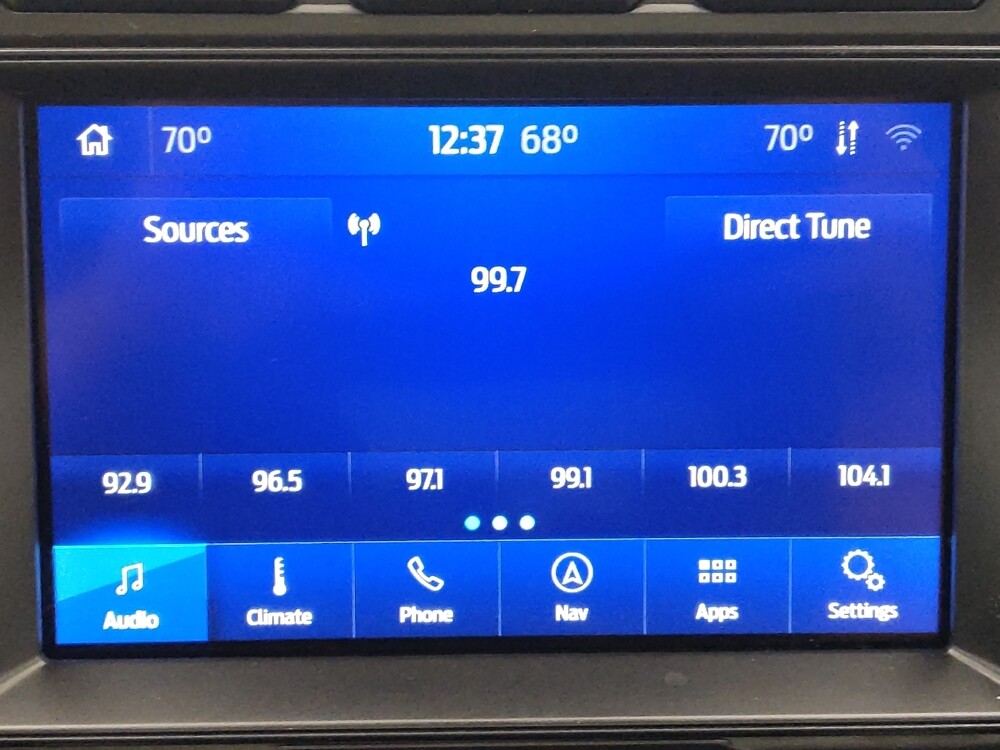 70º 12:37 68º 70º
Sources Direct Tune
99.7
92.9 96.5 97.1 99.1 100.3 104.1
Audio Climate Phone Nav Apps Settings